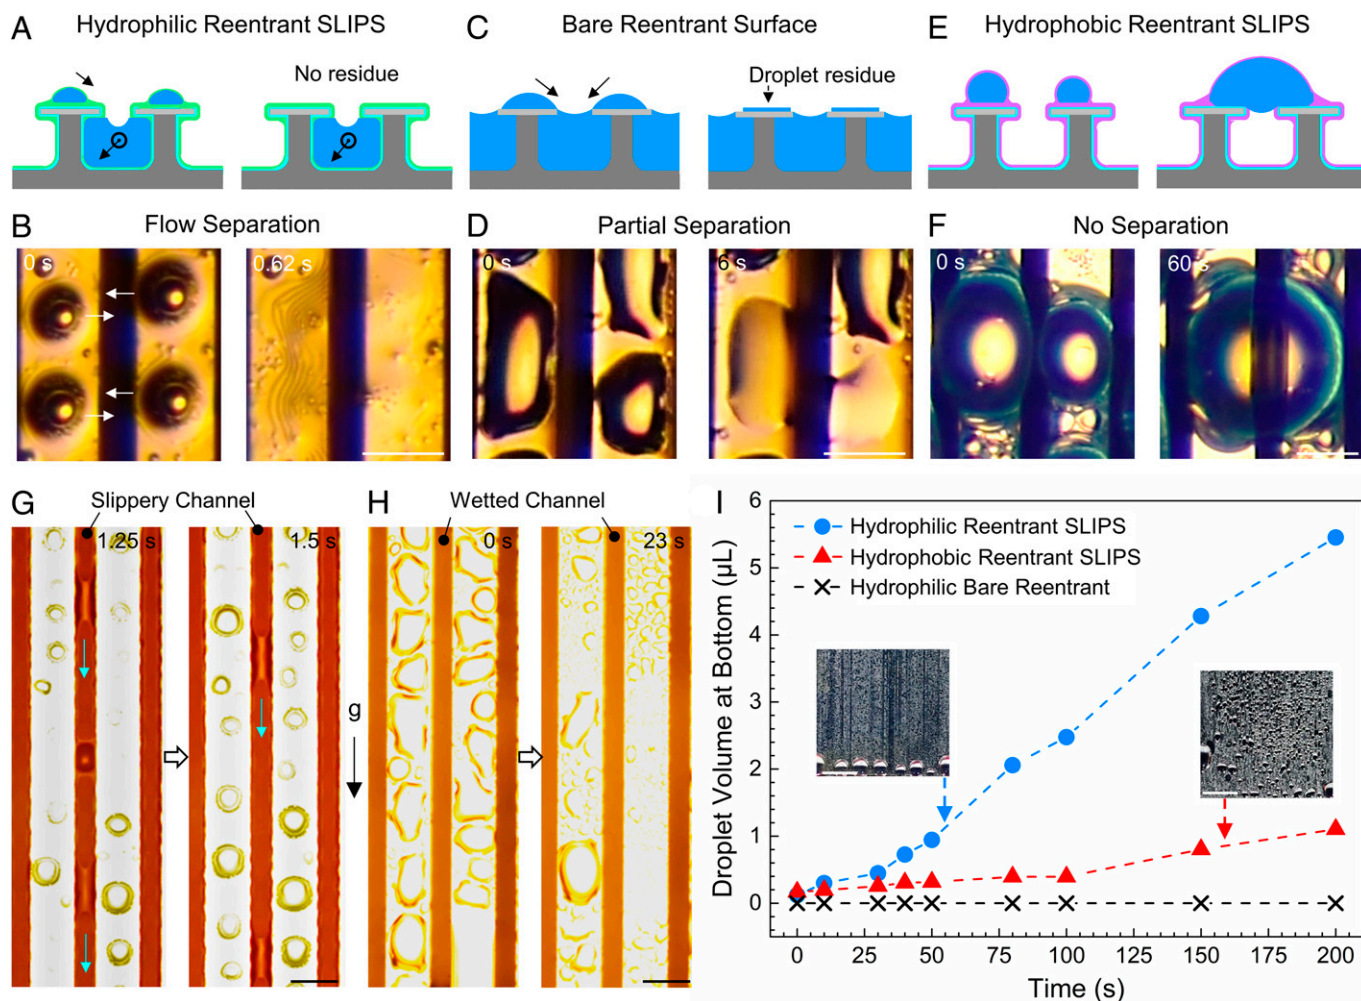 A Hydrophilic Reentrant SLIPS
No residue
C Bare Reentrant Surface
Droplet residue
E Hydrophobic Reentrant SLIPS
B Flow Separation
0 s
0.62 s
D Partial Separation
0 s
6 s
F No Separation
0 s
60 s
G Slippery Channel
1.25 s
1.5 s
g
H Wetted Channel
0 s
23 s
I
Hydrophilic Reentrant SLIPS
Hydrophobic Reentrant SLIPS
Hydrophilic Bare Reentrant
Droplet Volume at Bottom (µL)
6
5
4
3
2
1
0
0 25 50 75 100 125 150 175 200
Time (s)